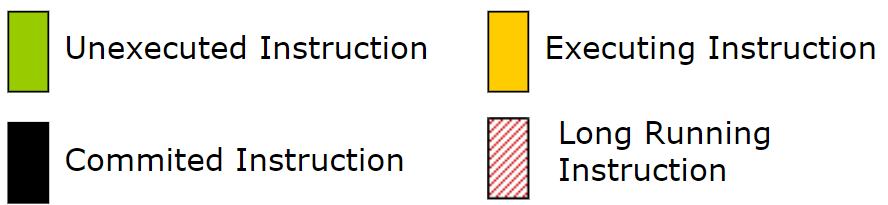 Unexecuted Instruction
Executing Instruction
Commited Instruction
Long Running
Instruction